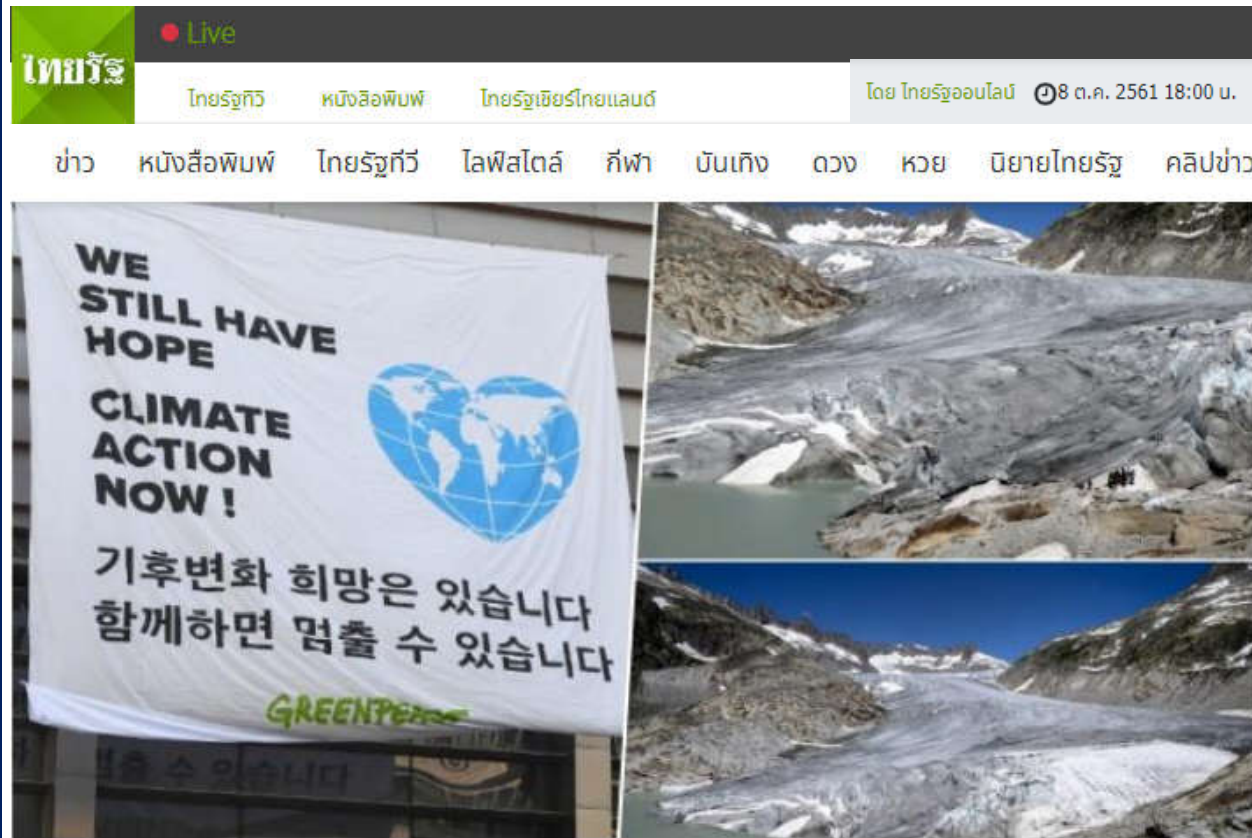 ไทยรัฐ
Live
ไทยรัฐทีวี หนังสือพิมพ์ ไทยรัฐเชียร์ไทยแลนด์
โดย ไทยรัฐออนไลน์ 8 ต.ค. 2561 18:00 น.
ข่าว หนังสือพิมพ์ ไทยรัฐทีวี ไลฟ์สไตล์ กีฬา บันเทิง ดวง หวย นิยายไทยรัฐ คลิปข่าว
WE
STILL HAVE
HOPE
CLIMATE
ACTION
NOW !
기후변화 희망은 있습니다
함께하면 멈출 수 있습니다
GREENPEACE
춤 수 있습니다